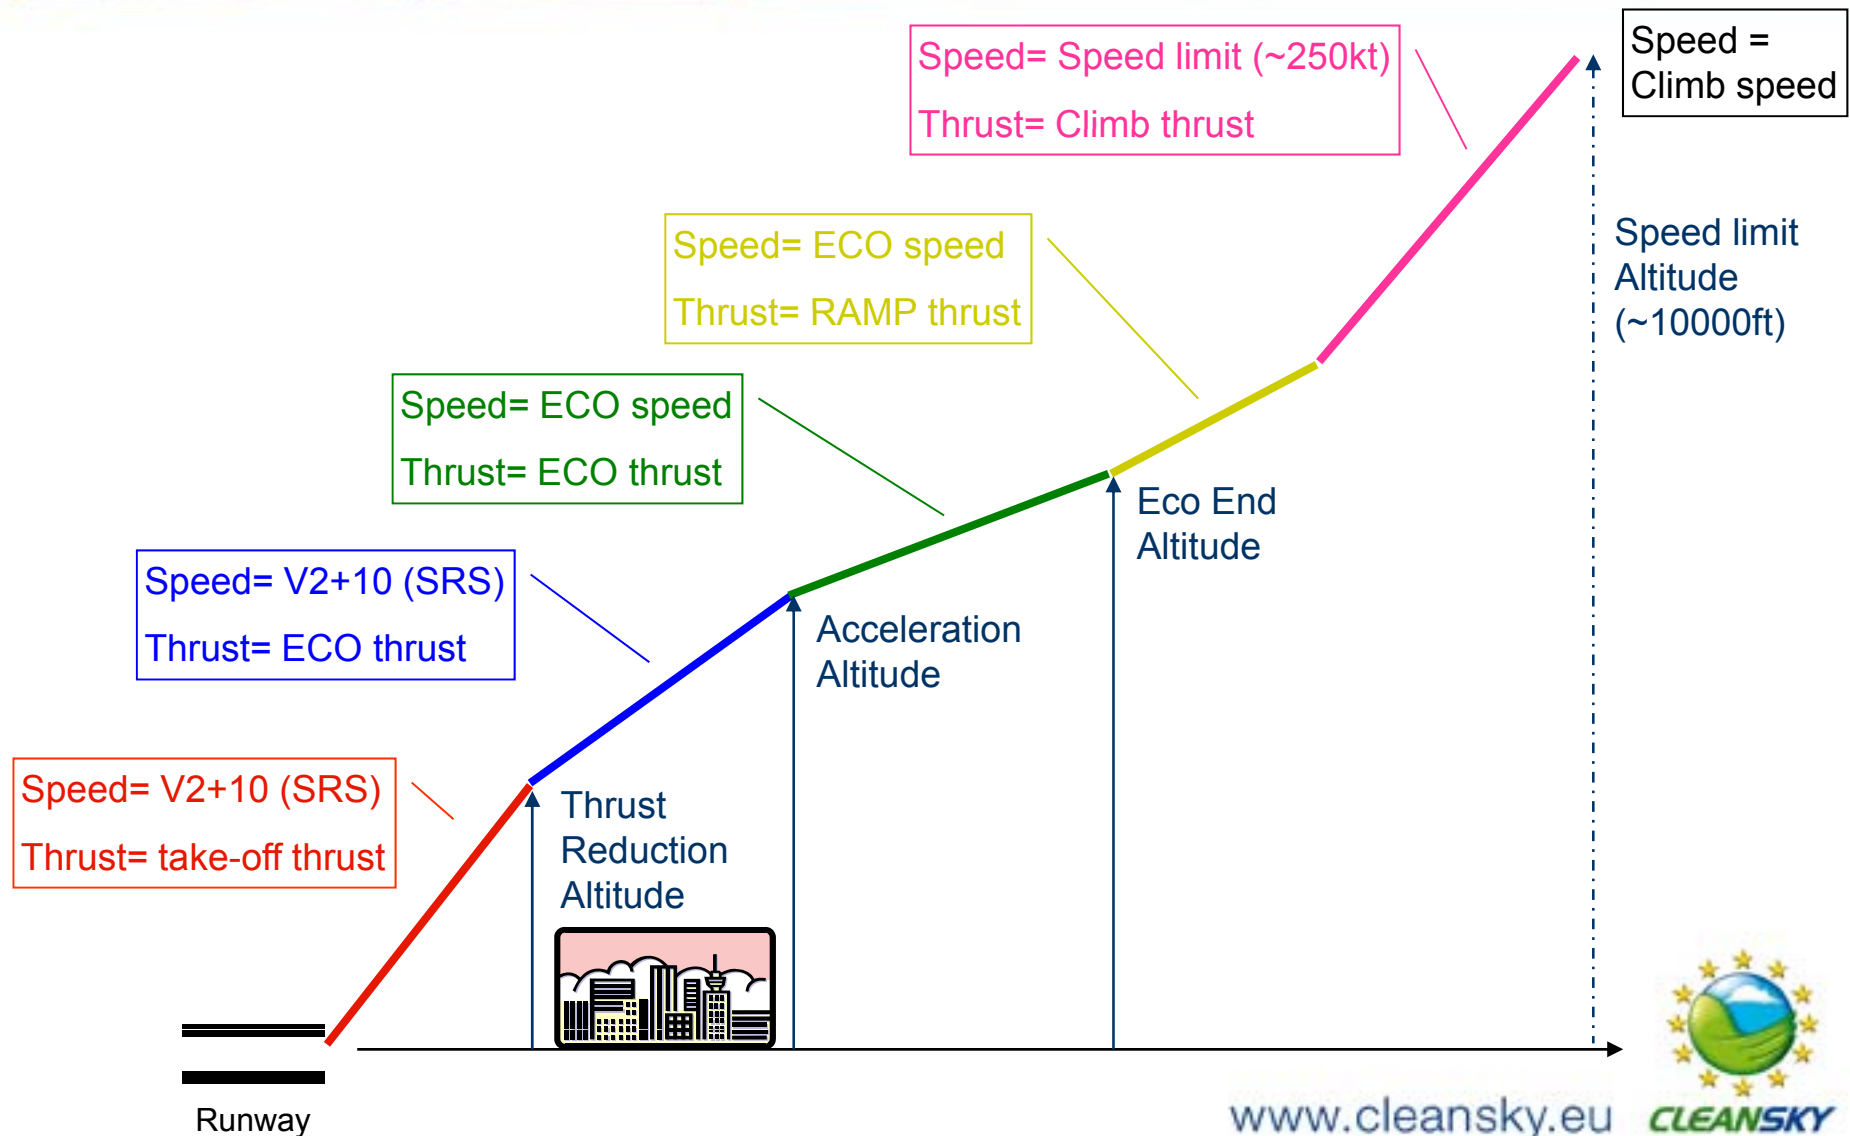 Speed= Speed limit (~250kt)
Thrust= Climb thrust
Speed =
Climb speed
Speed= ECO speed
Thrust= RAMP thrust
Speed limit
Altitude
(~10000ft)
Speed= ECO speed
Thrust= ECO thrust
Eco End
Altitude
Speed= V2+10 (SRS)
Thrust= ECO thrust
Acceleration
Altitude
Speed= V2+10 (SRS)
Thrust= take-off thrust
Thrust
Reduction
Altitude
Runway
www.cleansky.eu
CLEANSKY